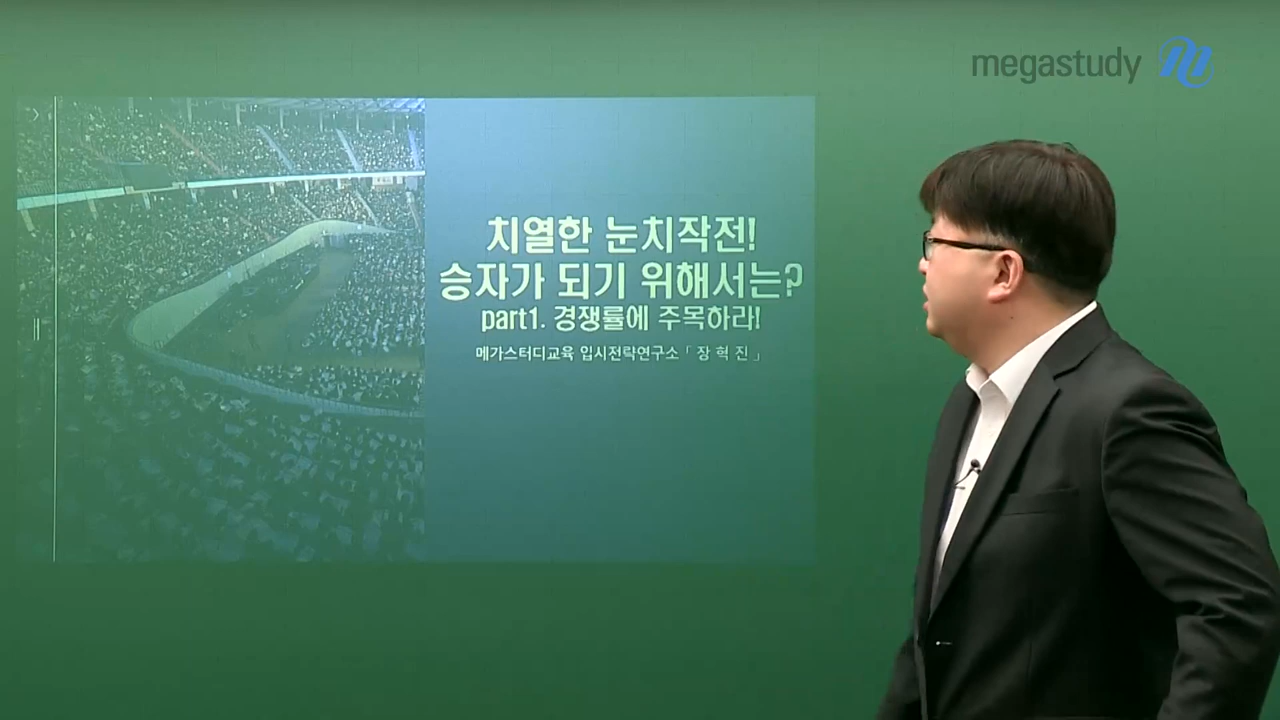 megastudy
치열한 눈치작전!
승자가 되기 위해서는?
part1. 경쟁률에 주목하라!
메가스터디교육 입시전략연구소「 장 혁 진 」